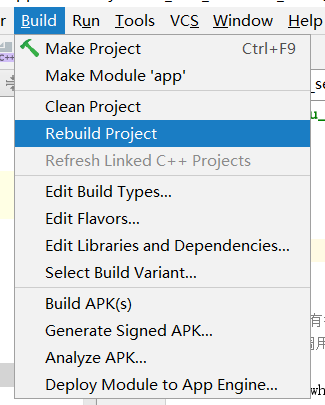 Build Run Tools VCS Window Help
Make Project Ctrl+F9
Make Module 'app'
Clean Project
Rebuild Project
Refresh Linked C++ Projects
Edit Build Types...
Edit Flavors...
Edit Libraries and Dependencies...
Select Build Variant...
Build APK(s)
Generate Signed APK...
Analyze APK...
Deploy Module to App Engine...